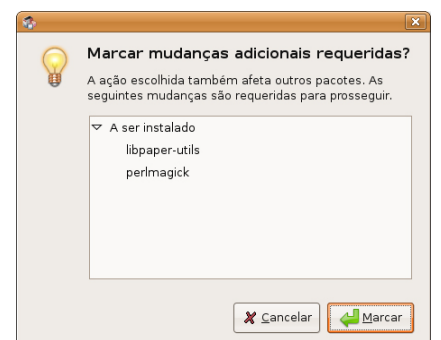 Marcar mudanças adicionais requeridas?
A ação escolhida também afeta outros pacotes. As
seguintes mudanças são requeridas para prosseguir.
A ser instalado
libpaper-utils
perlmagick
Cancelar
Marcar